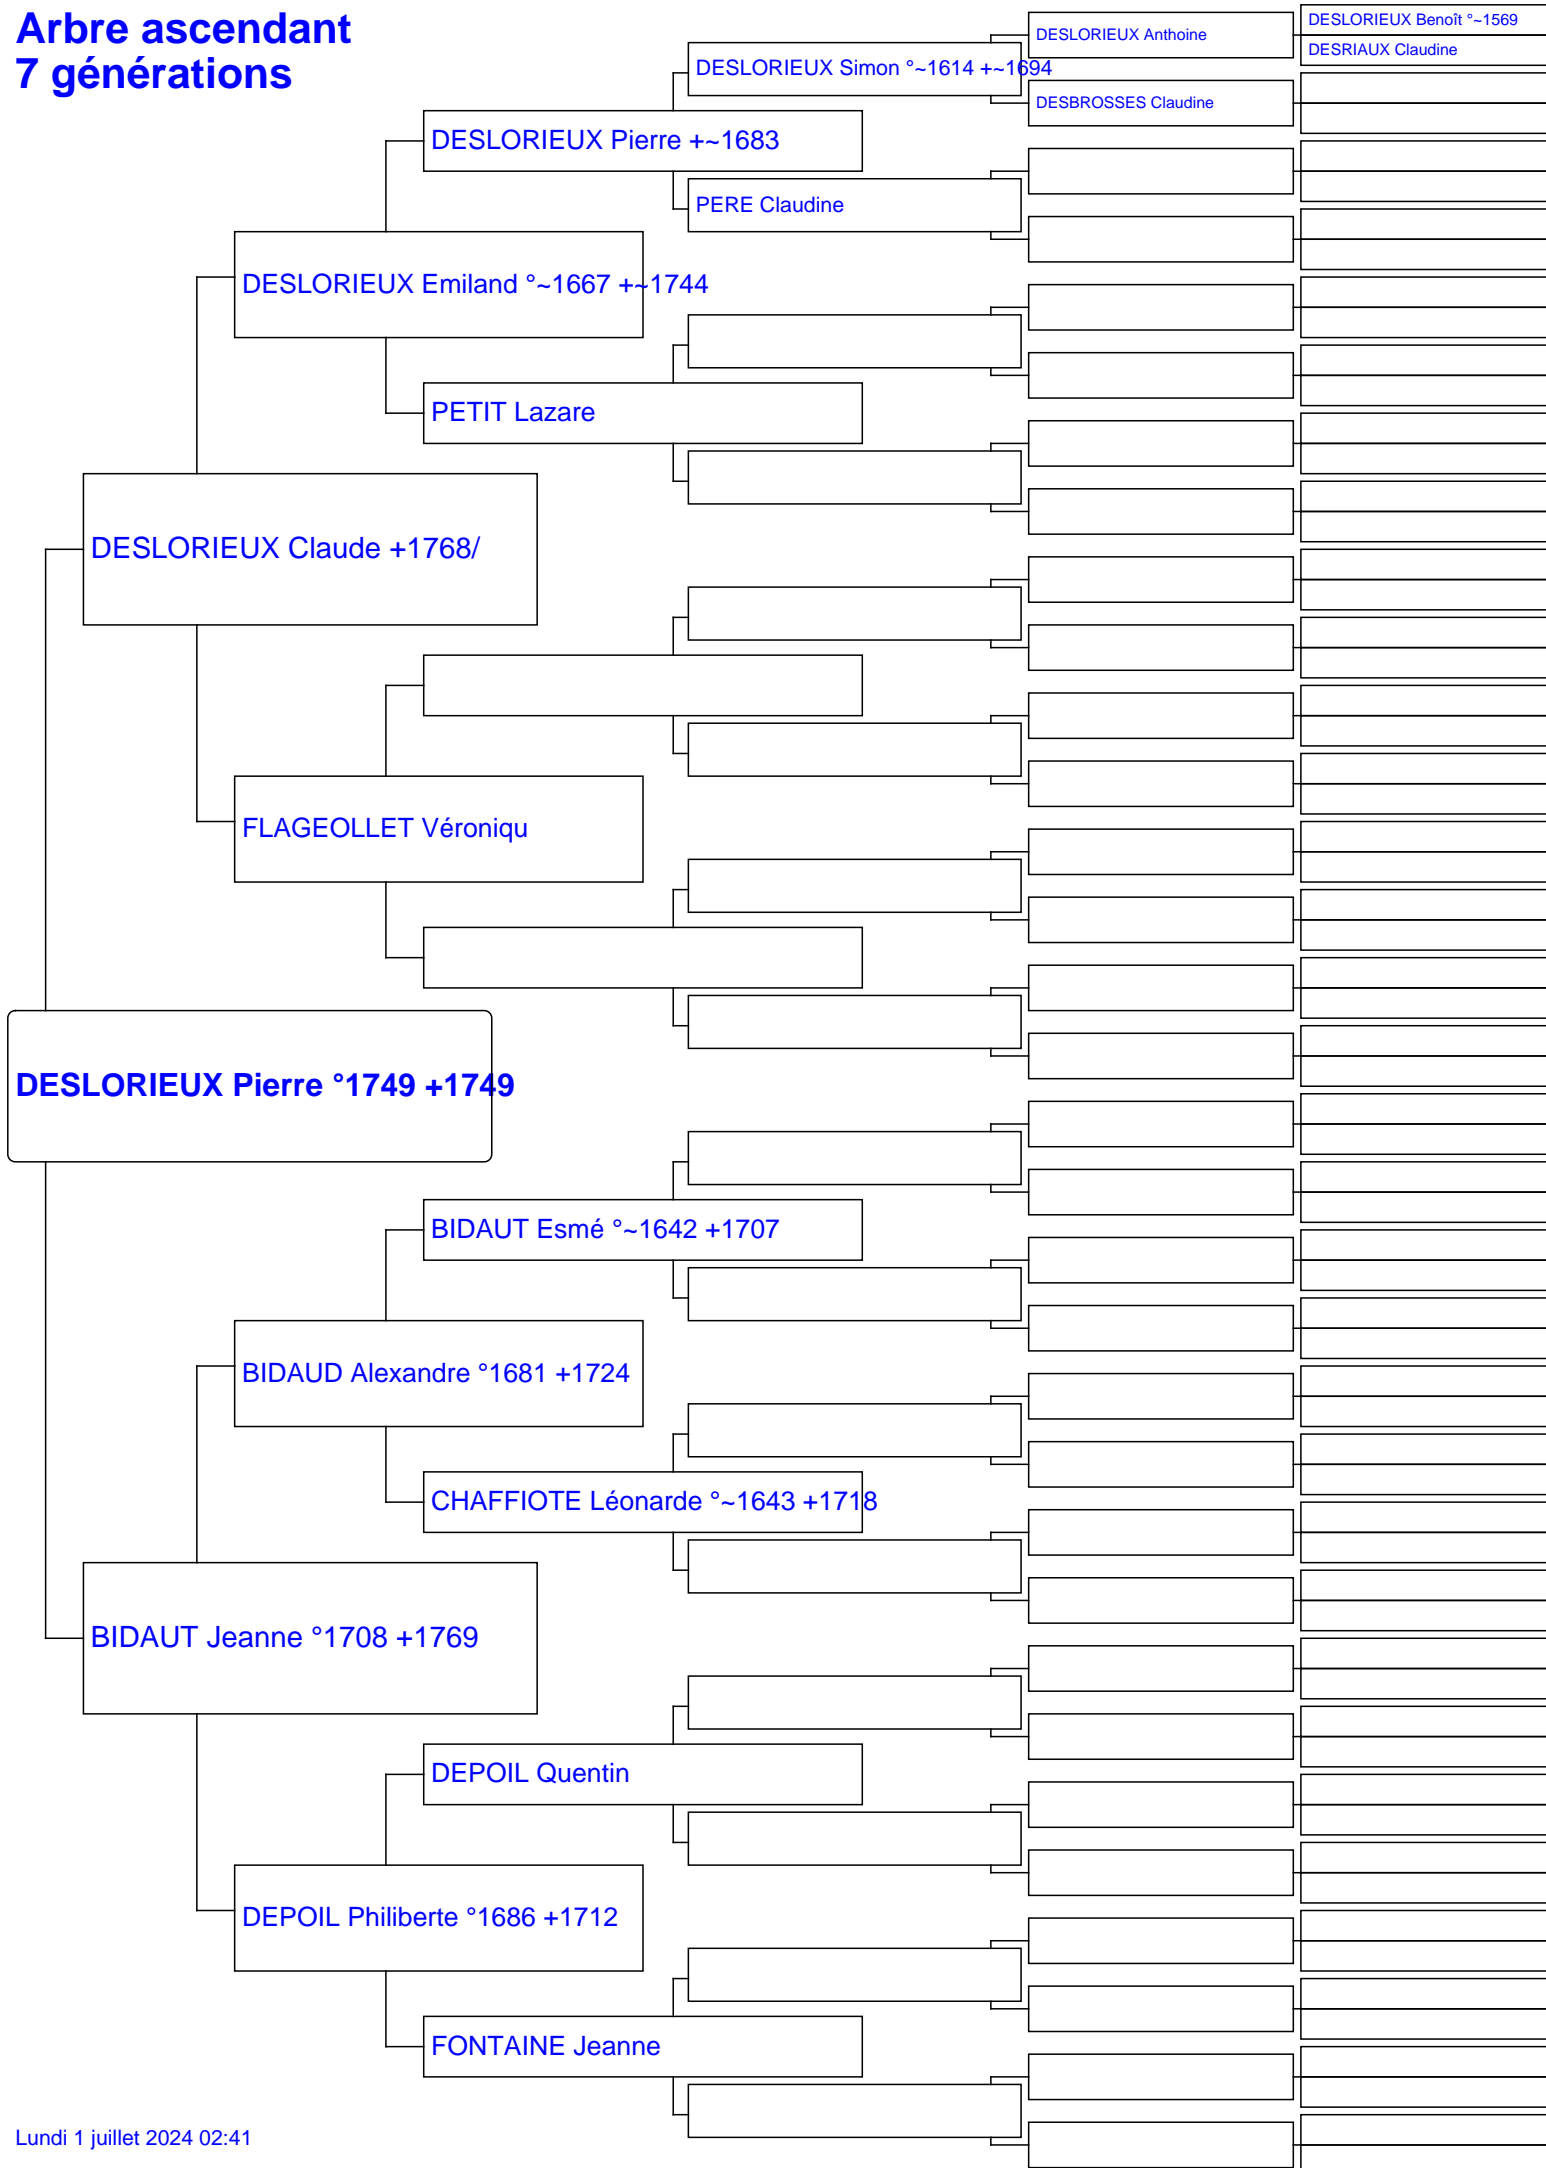 Arbre ascendant
7 générations
DESLORIEUX Benoît °~1569
DESLORIEUX Anthoine
DESRIAUX Claudine
DESLORIEUX Simon °~1614 +~1694
DESBROSSES Claudine
DESLORIEUX Pierre +~1683
PERE Claudine
DESLORIEUX Emiland °~1667 +~1744
PETIT Lazare
DESLORIEUX Claude +1768/
FLAGEOLLET Véroniqu
DESLORIEUX Pierre °1749 +1749
BIDAUT Esmé °~1642 +1707
BIDAUD Alexandre °1681 +1724
CHAFFIOTE Léonarde °~1643 +1718
BIDAUT Jeanne °1708 +1769
DEPOIL Quentin
DEPOIL Philiberte °1686 +1712
FONTAINE Jeanne
Lundi 1 juillet 2024 02:41